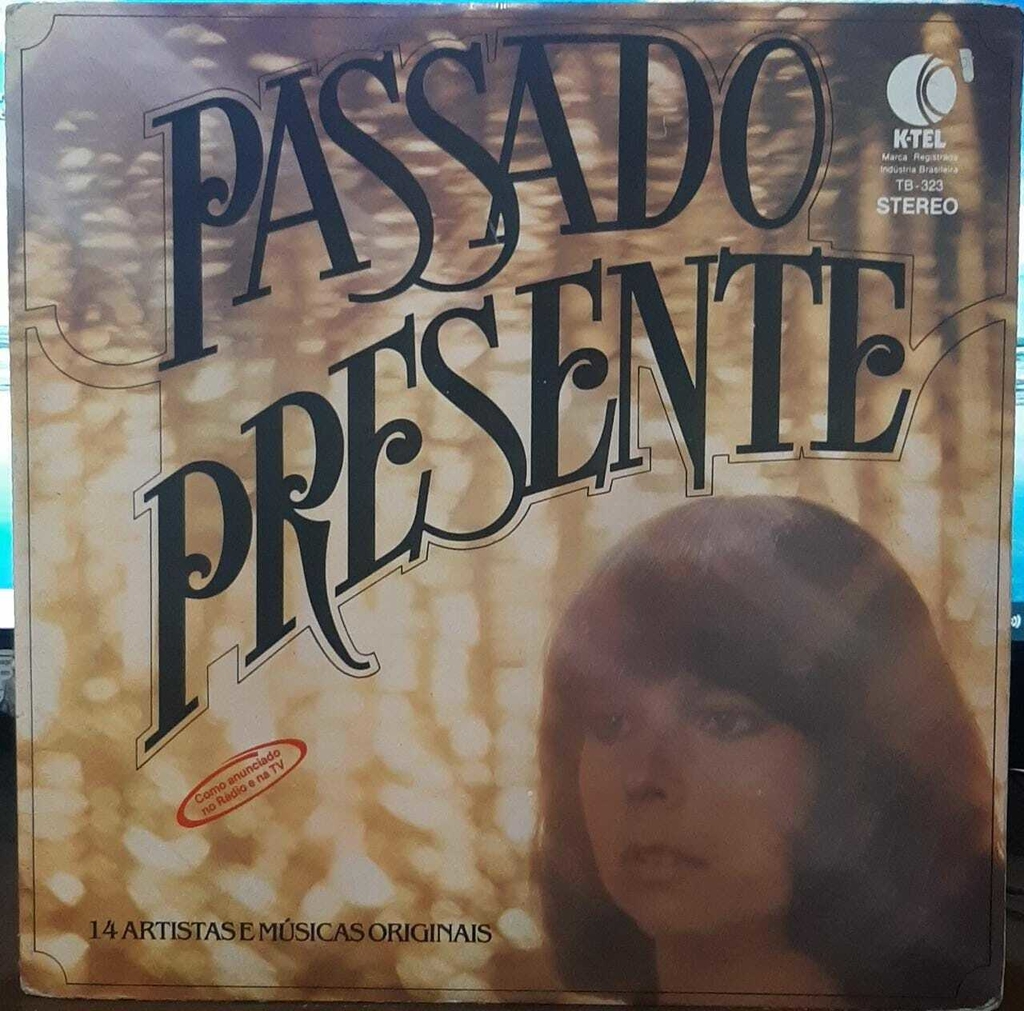 PASSADO
PRESENTE
K-TEL
Marca Registrada
Indústria Brasileira
TB-323
STEREO
Como anunciado
no Rádio e na TV
14 ARTISTAS E MÚSICAS ORIGINAIS